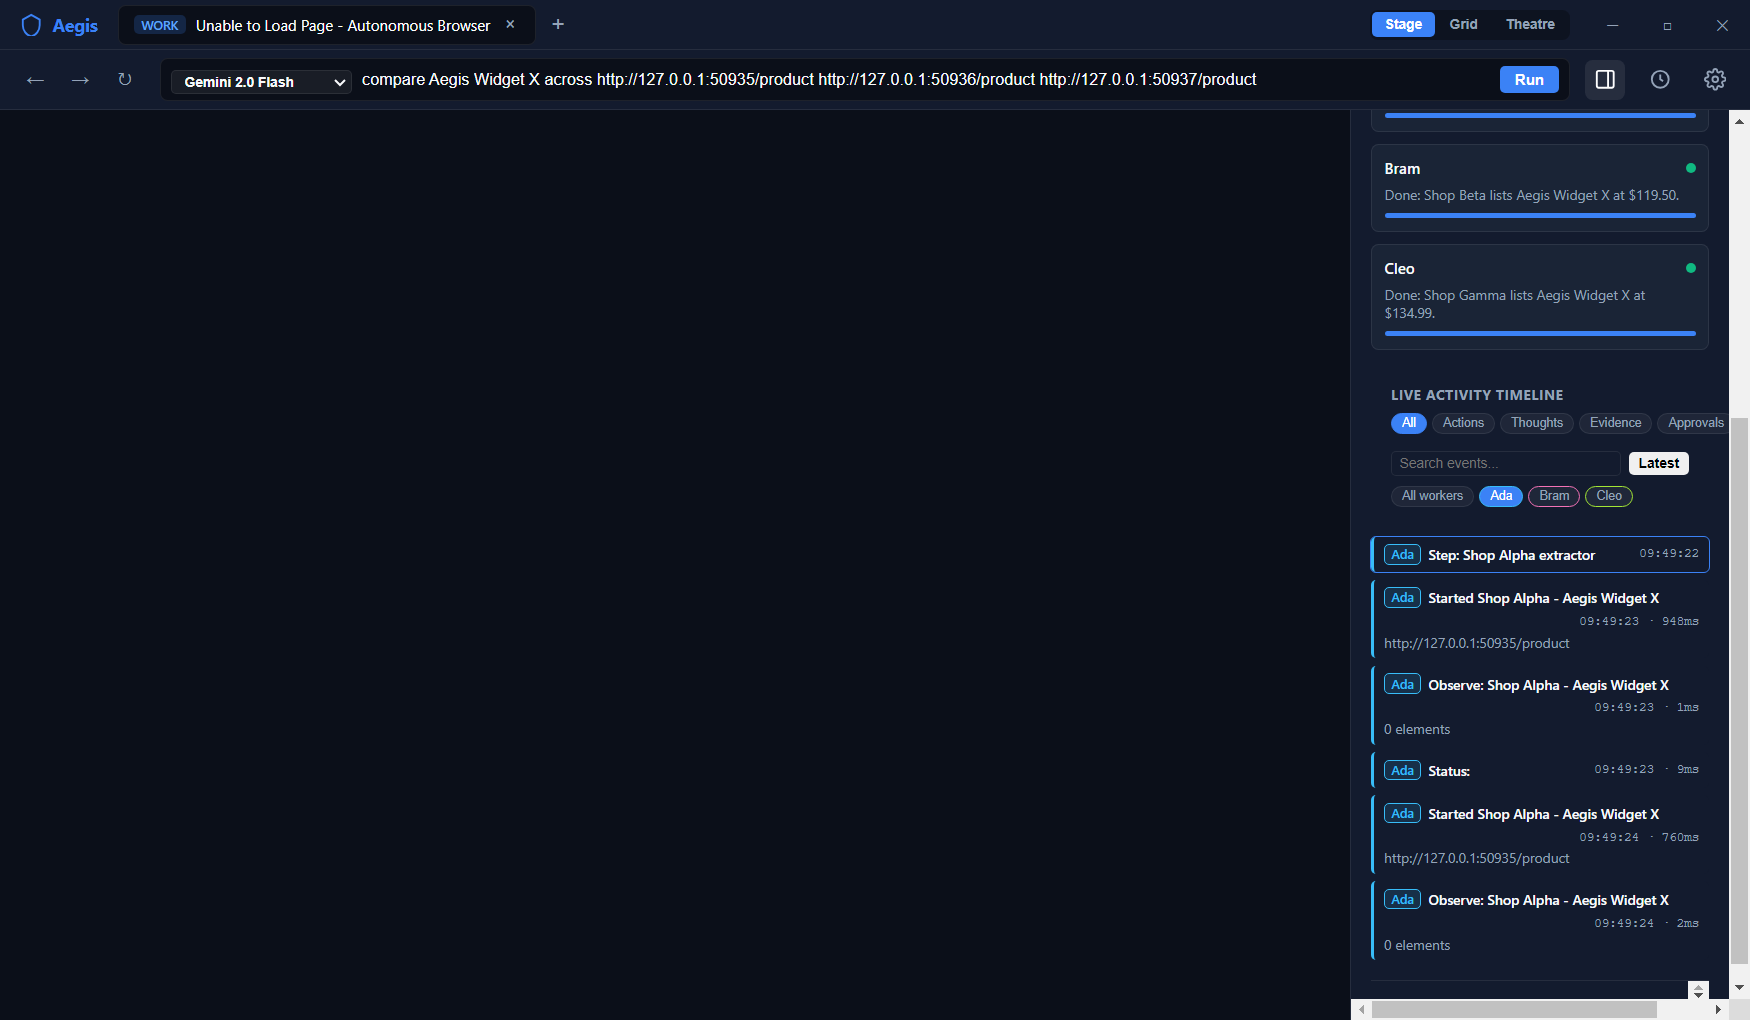 Aegis
WORK Unable to Load Page - Autonomous Browser × +
Stage Grid Theatre
Gemini 2.0 Flash compare Aegis Widget X across http://127.0.0.1:50935/product http://127.0.0.1:50936/product http://127.0.0.1:50937/product Run
Bram
Done: Shop Beta lists Aegis Widget X at $119.50.
Cleo
Done: Shop Gamma lists Aegis Widget X at
$134.99.
LIVE ACTIVITY TIMELINE
All Actions Thoughts Evidence Approvals
Search events... Latest
All workers Ada Bram Cleo
Ada Step: Shop Alpha extractor 09:49:22
Ada Started Shop Alpha - Aegis Widget X
09:49:23 · 948ms
http://127.0.0.1:50935/product
Ada Observe: Shop Alpha - Aegis Widget X
09:49:23 · 1ms
0 elements
Ada Status: 09:49:23 · 9ms
Ada Started Shop Alpha - Aegis Widget X
09:49:24 · 760ms
http://127.0.0.1:50935/product
Ada Observe: Shop Alpha - Aegis Widget X
09:49:24 · 2ms
0 elements